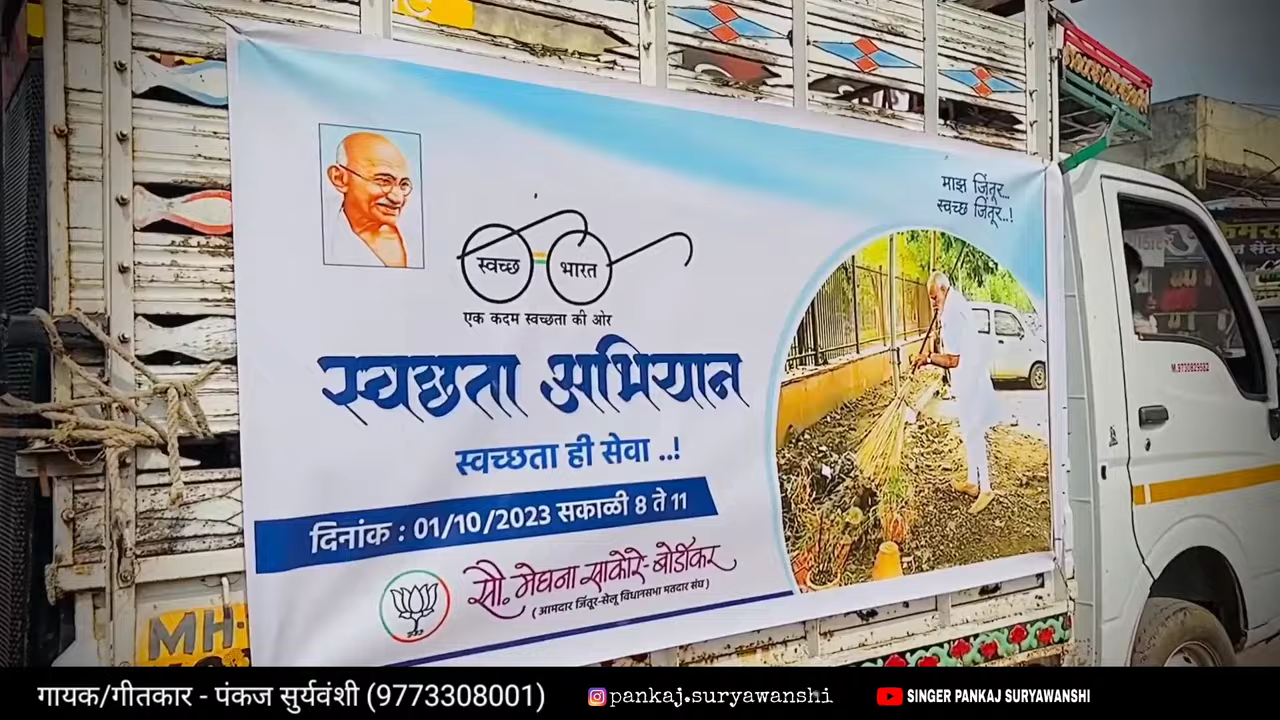 माझ जिंतूर...
स्वच्छ जिंतूर..!
स्वच्छ भारत
एक कदम स्वच्छता की ओर
स्वच्छता अभियान
स्वच्छता ही सेवा ..!
दिनांक : 01/10/2023 सकाळी 8 ते 11
सौ. मेघना साकोरे-बोर्डीकर
( आमदार जिंतूर-सेलू विधानसभा मतदार संघ )
M.9730829582
MH
गायक/गीतकार - पंकज सुर्यवंशी (9773308001)
pankaj.suryawanshi
SINGER PANKAJ SURYAWANSHI